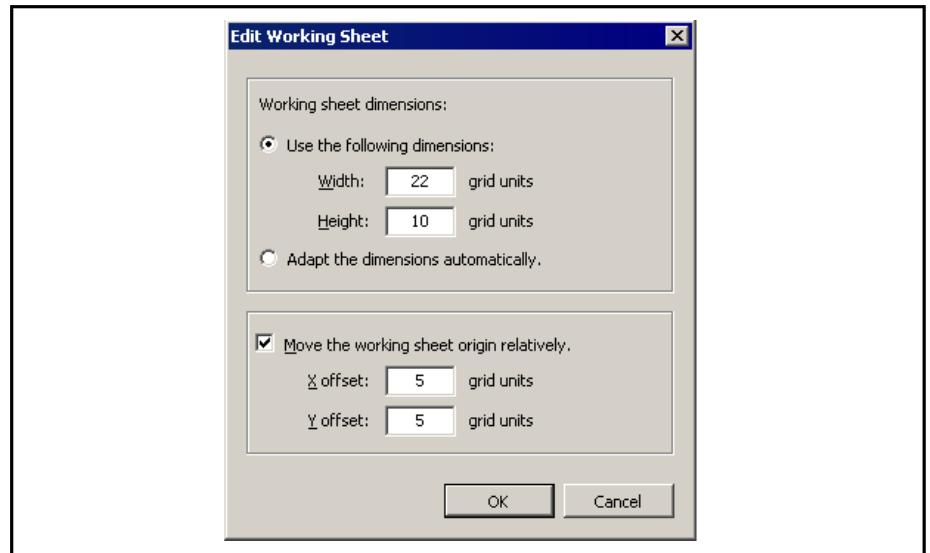 Edit Working Sheet
Working sheet dimensions:
Use the following dimensions:
Width: 22 grid units
Height: 10 grid units
Adapt the dimensions automatically.
Move the working sheet origin relatively.
X offset: 5 grid units
Y offset: 5 grid units
OK Cancel